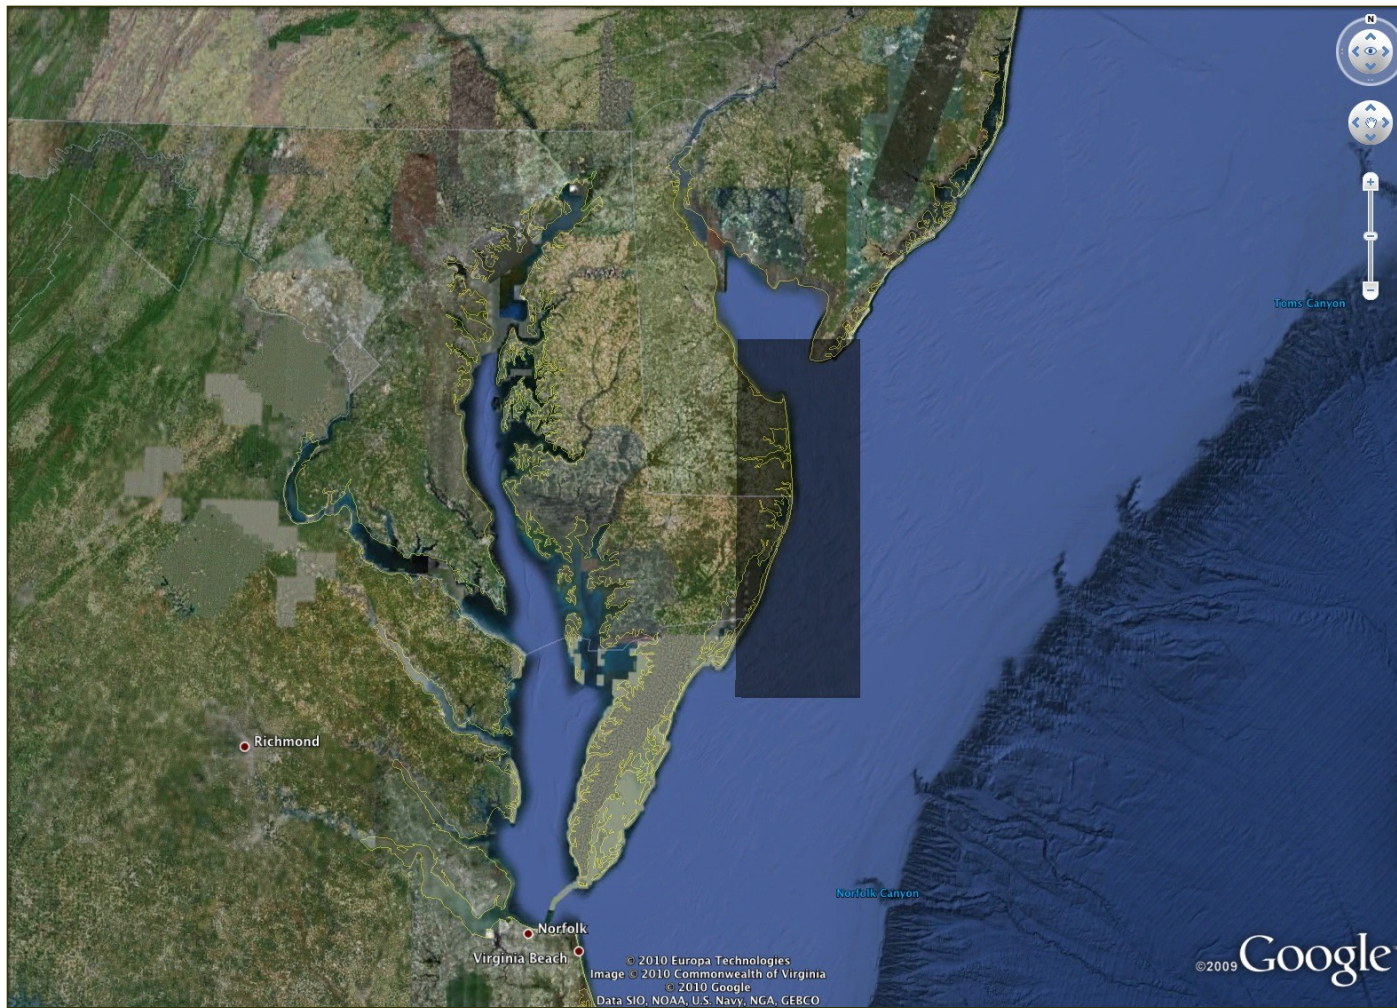 N
Toms Canyon
Richmond
Norfolk Canyon
Norfolk
Virginia Beach
© 2010 Europa Technologies
Image © 2010 Commonwealth of Virginia
© 2010 Google
Data SIO, NOAA, U.S. Navy, NGA, GEBCO
©2009 Google